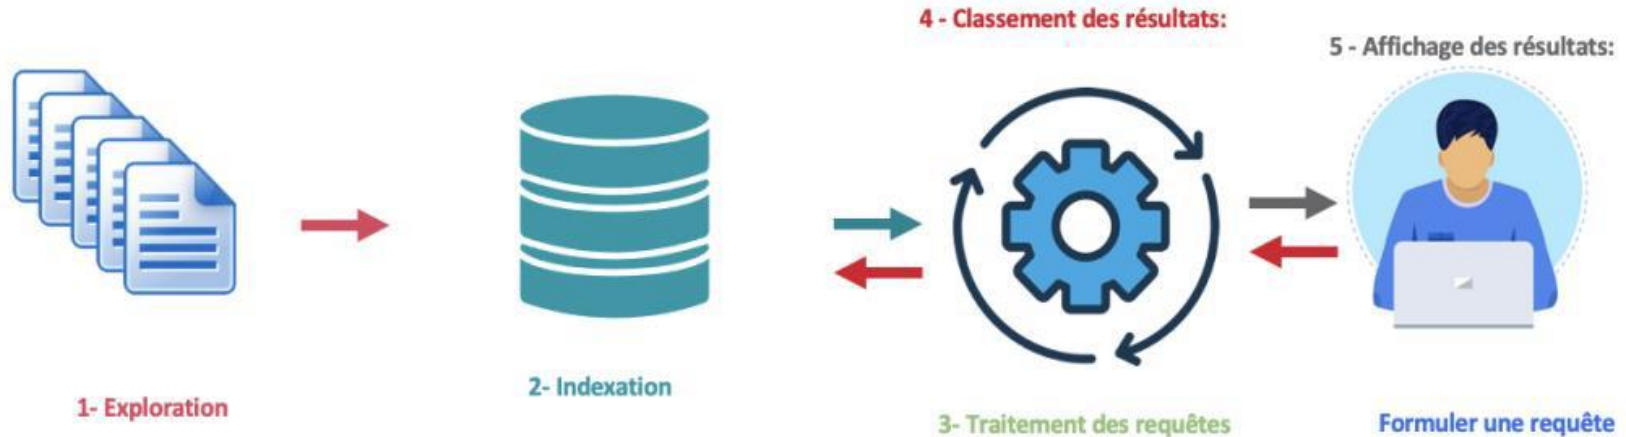 4 - Classement des résultats:
5 - Affichage des résultats:
1- Exploration
2- Indexation
3- Traitement des requêtes
Formuler une requête